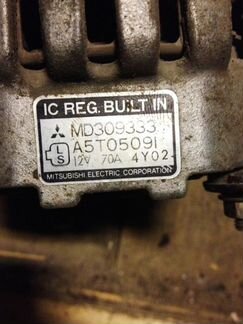 IC REG. BUILT IN
MD309333
L A5T05091
S 12V 70A 4Y02
MITSUBISHI ELECTRIC CORPORATION